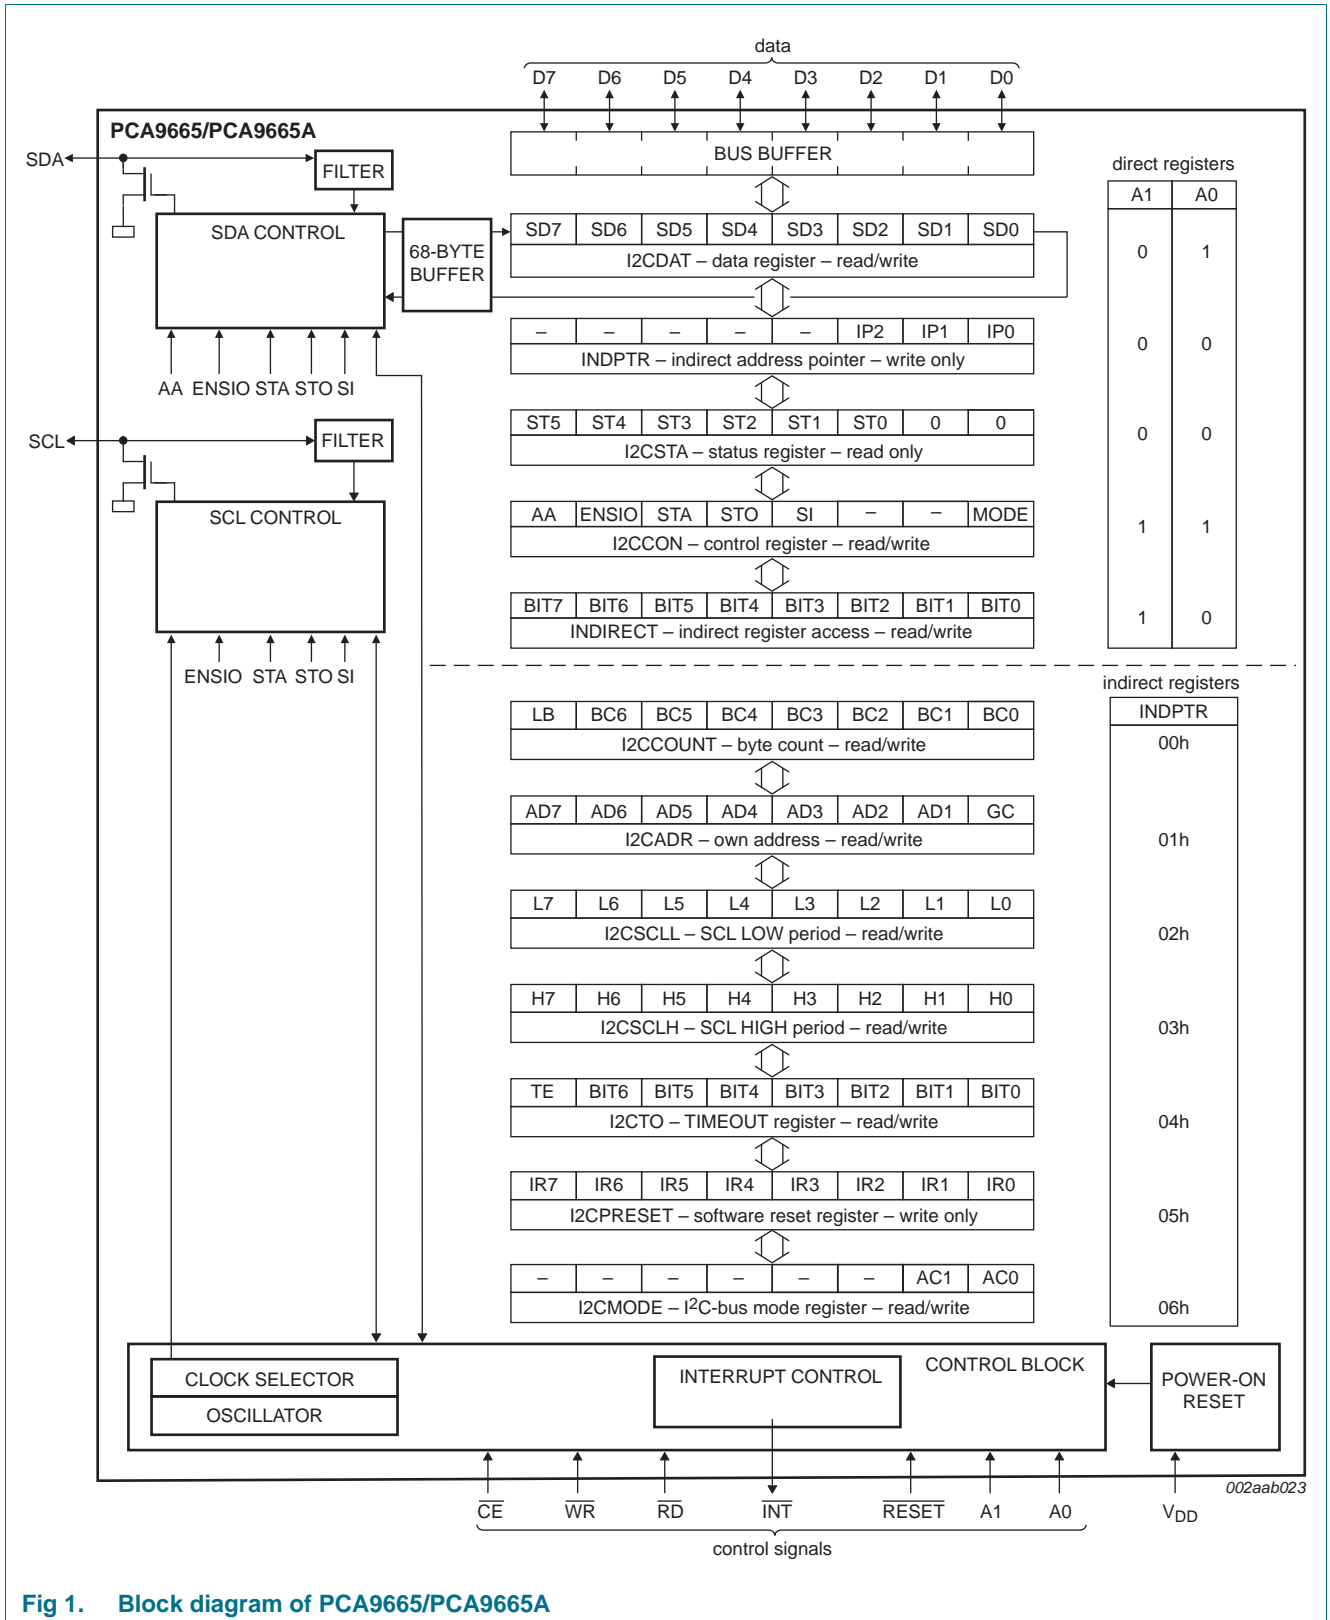 data
D7 D6 D5 D4 D3 D2 D1 D0
PCA9665/PCA9665A
BUS BUFFER
SDA
FILTER
direct registers
A1 A0
SDA CONTROL
68-BYTE
BUFFER
SD7 SD6 SD5 SD4 SD3 SD2 SD1 SD0
I2CDAT – data register – read/write
0 1
– – – – – IP2 IP1 IP0
INDPTR – indirect address pointer – write only
0 0
AA ENSIO STA STO SI
ST5 ST4 ST3 ST2 ST1 ST0 0 0
I2CSTA – status register – read only
0 0
SCL
FILTER
SCL CONTROL
AA ENSIO STA STO SI – – MODE
I2CCON – control register – read/write
1 1
BIT7 BIT6 BIT5 BIT4 BIT3 BIT2 BIT1 BIT0
INDIRECT – indirect register access – read/write
1 0
ENSIO STA STO SI
indirect registers
INDPTR
LB BC6 BC5 BC4 BC3 BC2 BC1 BC0
I2CCOUNT – byte count – read/write
00h
AD7 AD6 AD5 AD4 AD3 AD2 AD1 GC
I2CADR – own address – read/write
01h
L7 L6 L5 L4 L3 L2 L1 L0
I2CSCLL – SCL LOW period – read/write
02h
H7 H6 H5 H4 H3 H2 H1 H0
I2CSCLH – SCL HIGH period – read/write
03h
TE BIT6 BIT5 BIT4 BIT3 BIT2 BIT1 BIT0
I2CTO – TIMEOUT register – read/write
04h
IR7 IR6 IR5 IR4 IR3 IR2 IR1 IR0
I2CPRESET – software reset register – write only
05h
– – – – – – AC1 AC0
I2CMODE – I²C-bus mode register – read/write
06h
CLOCK SELECTOR
OSCILLATOR
INTERRUPT CONTROL
CONTROL BLOCK
POWER-ON
RESET
002aab023
C̅E̅ W̅R̅ R̅D̅ I̅N̅T̅ R̅E̅S̅E̅T̅ A1 A0 VDD
control signals
Fig 1. Block diagram of PCA9665/PCA9665A